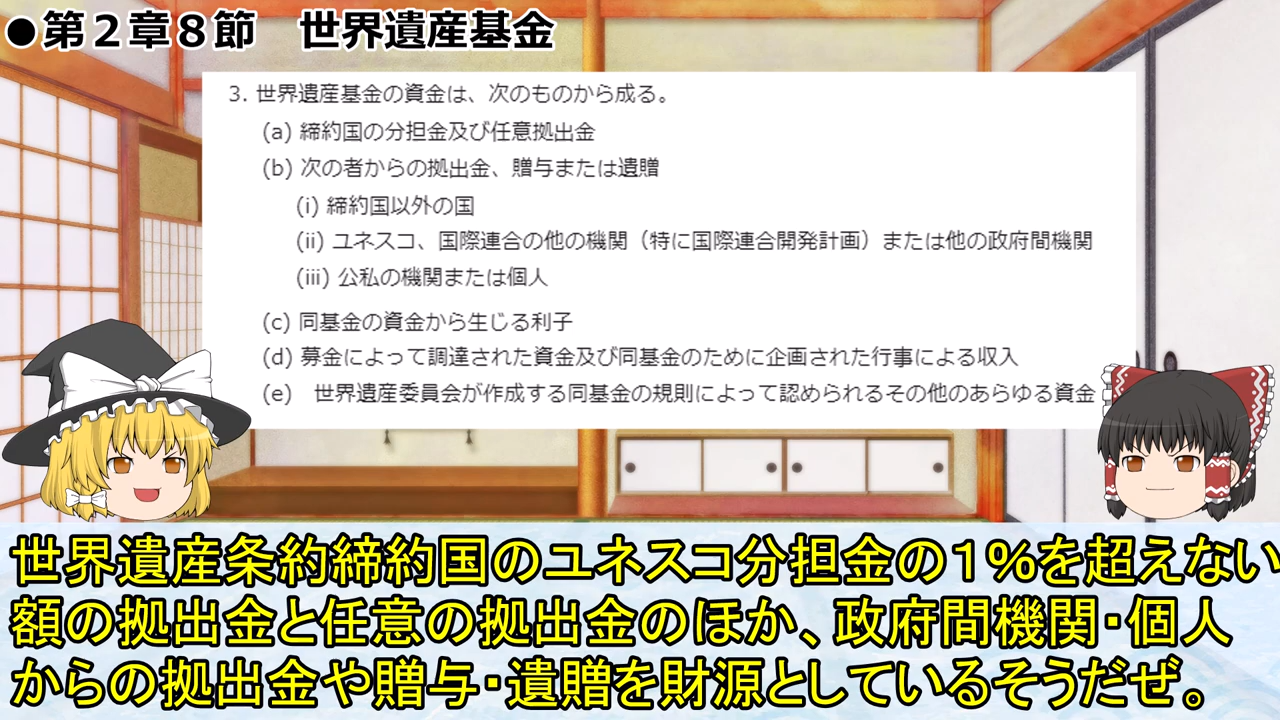 ●第２章８節　世界遺産基金
3. 世界遺産基金の資金は、次のものから成る。
(a) 締約国の分担金及び任意拠出金
(b) 次の者からの拠出金、贈与または遺贈
(i) 締約国以外の国
(ii) ユネスコ、国際連合の他の機関（特に国際連合開発計画）または他の政府間機関
(iii) 公私の機関または個人
(c) 同基金の資金から生じる利子
(d) 募金によって調達された資金及び同基金のために企画された行事による収入
(e)　世界遺産委員会が作成する同基金の規則によって認められるその他のあらゆる資金
世界遺産条約締約国のユネスコ分担金の１％を超えない
額の拠出金と任意の拠出金のほか、政府間機関・個人
からの拠出金や贈与・遺贈を財源としているそうだぜ。